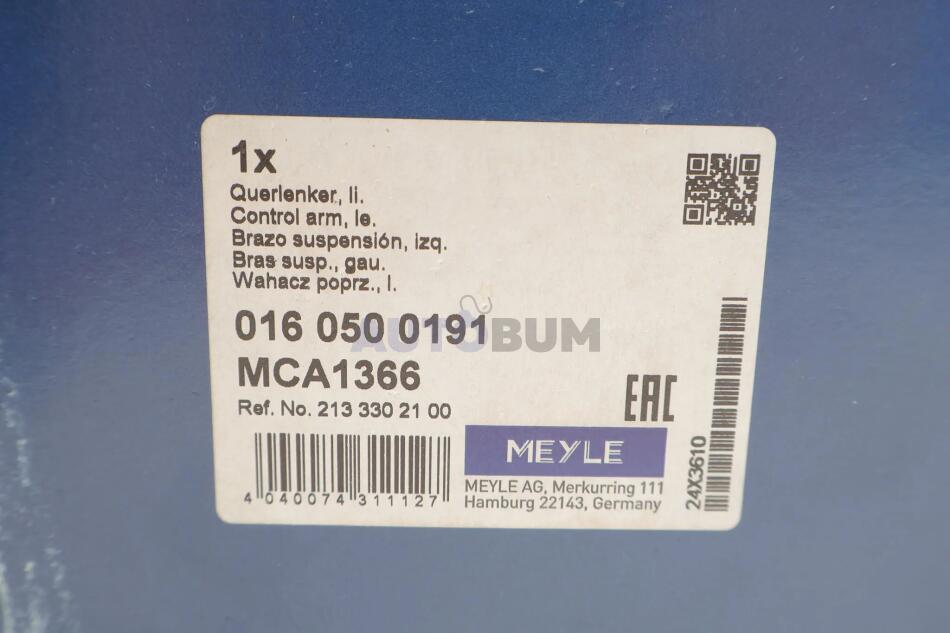 1x
Querlenker, li.
Control arm, le.
Brazo suspensión, izq.
Bras susp., gau.
Wahacz poprz., l.
016 050 0191
AUTOBUM
MCA1366
Ref. No. 213 330 21 00
EAC
MEYLE
MEYLE AG, Merkurring 111
Hamburg 22143, Germany
4 040074 311127
24X3610